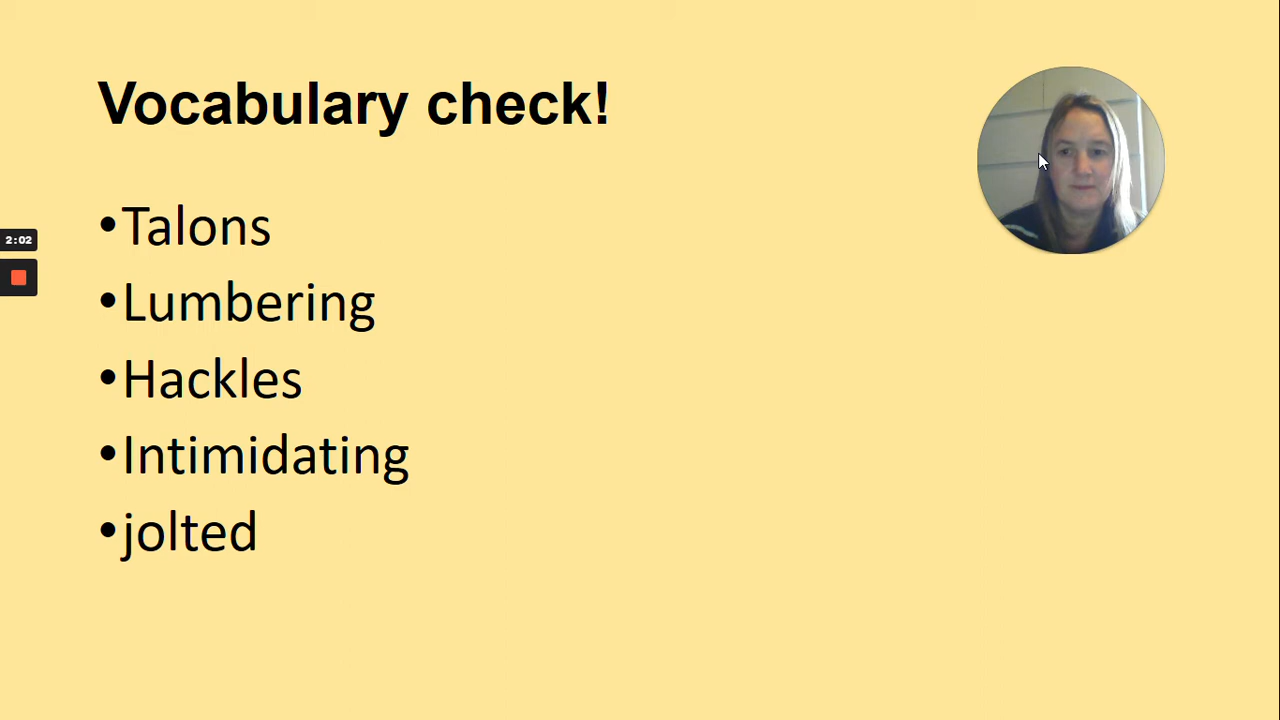 Vocabulary check!
•Talons
2:02
•Lumbering
•Hackles
•Intimidating
•jolted